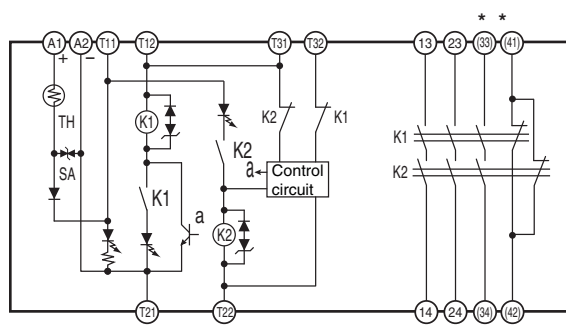 * *
A1 A2 T11 T12 T31 T32 13 23 (33) (41)
+ −
TH
SA
K1
K1
a
K2
K2
K2 K1
a
Control
circuit
K1
K2
T21 T22 14 24 (34) (42)